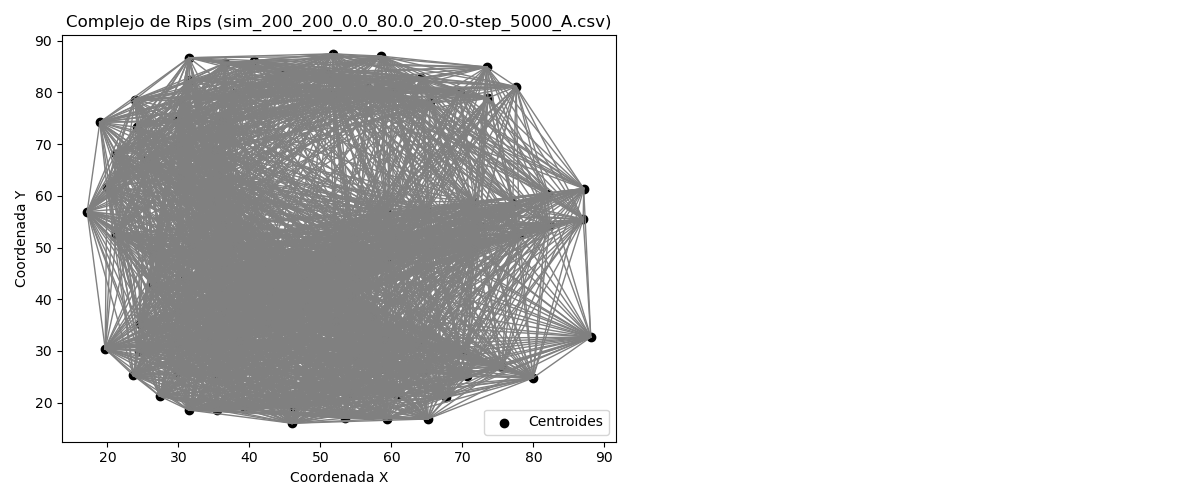 Complejo de Rips (sim_200_200_0.0_80.0_20.0-step_5000_A.csv)
90
80
70
60
50
40
30
20
Coordenada Y
20 30 40 50 60 70 80 90
Coordenada X
Centroides